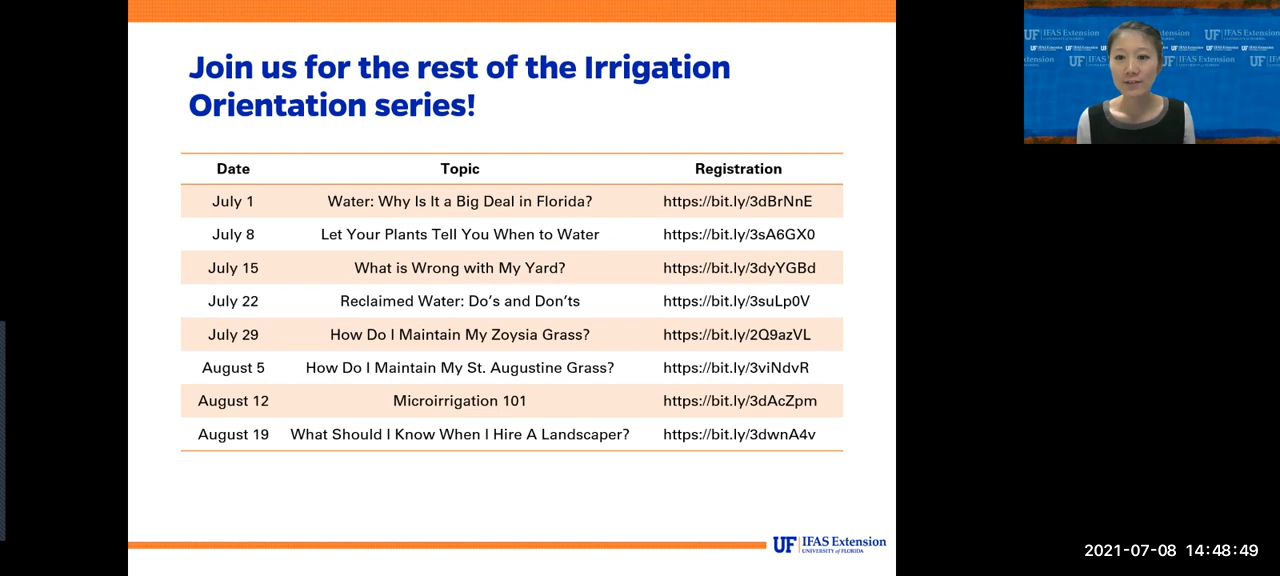 Join us for the rest of the Irrigation
Orientation series!
Date Topic Registration
July 1 Water: Why Is It a Big Deal in Florida? https://bit.ly/3dBrNnE
July 8 Let Your Plants Tell You When to Water https://bit.ly/3sA6GX0
July 15 What is Wrong with My Yard? https://bit.ly/3dyYGBd
July 22 Reclaimed Water: Do's and Don'ts https://bit.ly/3suLp0V
July 29 How Do I Maintain My Zoysia Grass? https://bit.ly/2Q9azVL
August 5 How Do I Maintain My St. Augustine Grass? https://bit.ly/3viNdvR
August 12 Microirrigation 101 https://bit.ly/3dAcZpm
August 19 What Should I Know When I Hire A Landscaper? https://bit.ly/3dwnA4v
UF IFAS Extension
UNIVERSITY of FLORIDA
UF IFAS Extension
2021-07-08 14:48:49